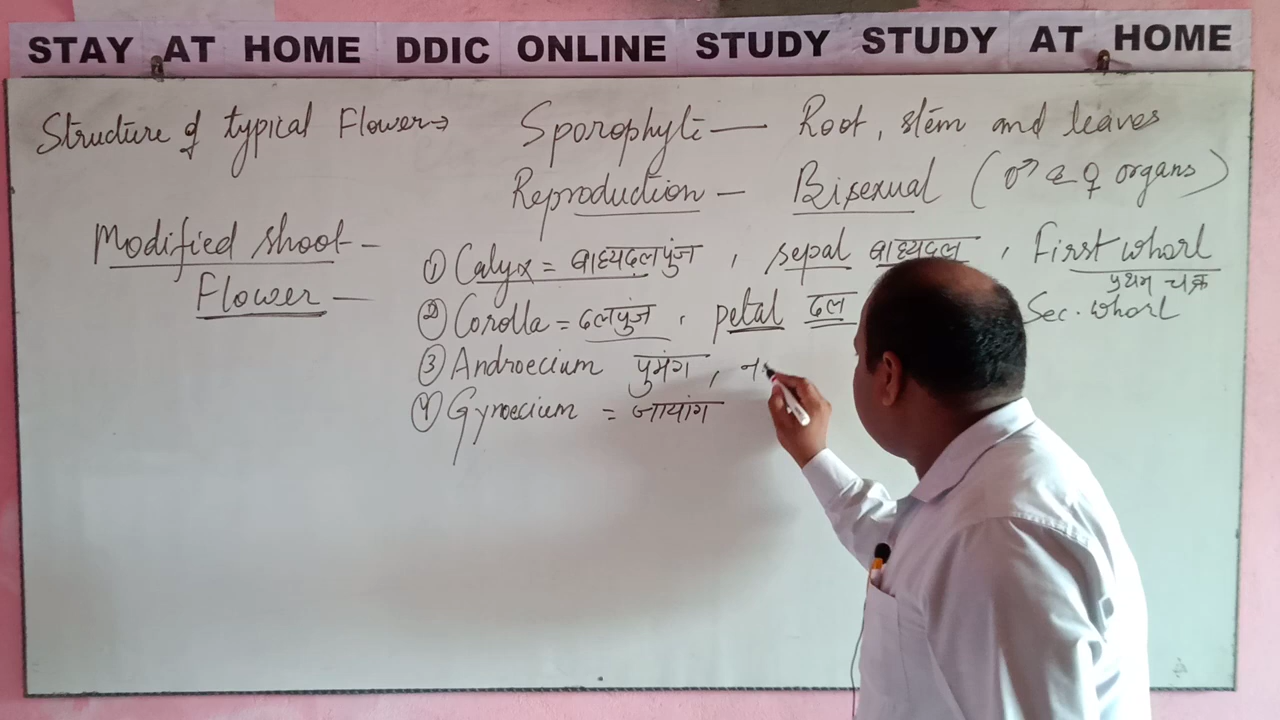 STAY AT HOME DDIC ONLINE STUDY STUDY AT HOME
Structure of typical Flower→ Sporophyte — Root, stem and leaves
Reproduction — Bisexual (♂ & ♀ organs)
Modified shoot —
Flower —
① Calyx = बाह्यदलपुंज, sepal बाह्यदल, First whorl
प्रथम चक्र
② Corolla = दलपुंज, petal दल Sec. whorl
③ Androecium पुमंग, न
④ Gynoecium = जायांग